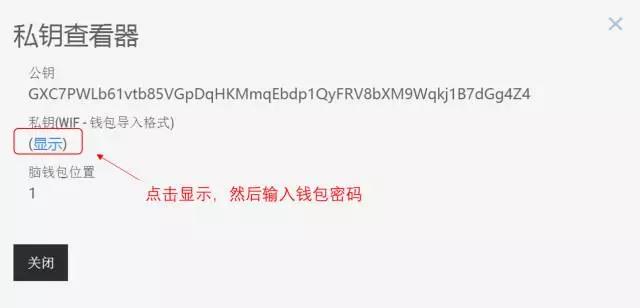 私钥查看器
公钥
GXC7PWLb61vtb85VGpDqHKMmqEbdp1QyFRV8bXM9Wqkj1B7dGg4Z4
私钥(WIF - 钱包导入格式)
(显示)
脑钱包位置
1
点击显示，然后输入钱包密码
关闭